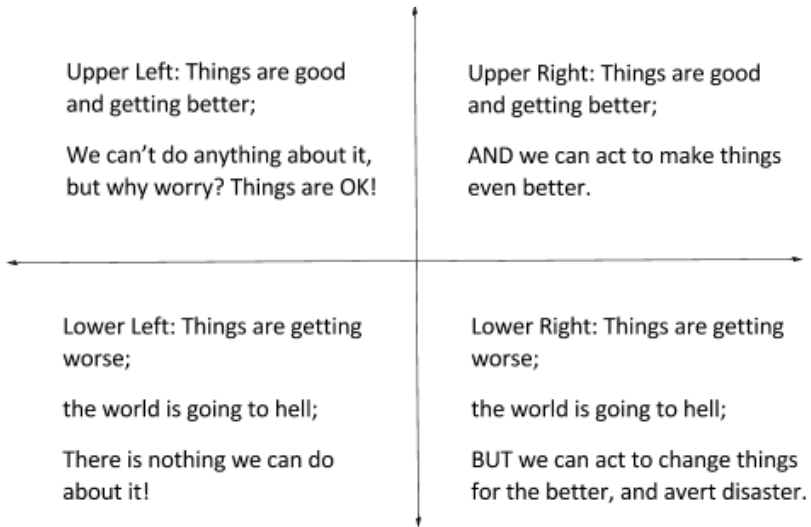 Upper Left: Things are good
and getting better;
We can’t do anything about it,
but why worry? Things are OK!
Upper Right: Things are good
and getting better;
AND we can act to make things
even better.
Lower Left: Things are getting
worse;
the world is going to hell;
There is nothing we can do
about it!
Lower Right: Things are getting
worse;
the world is going to hell;
BUT we can act to change things
for the better, and avert disaster.